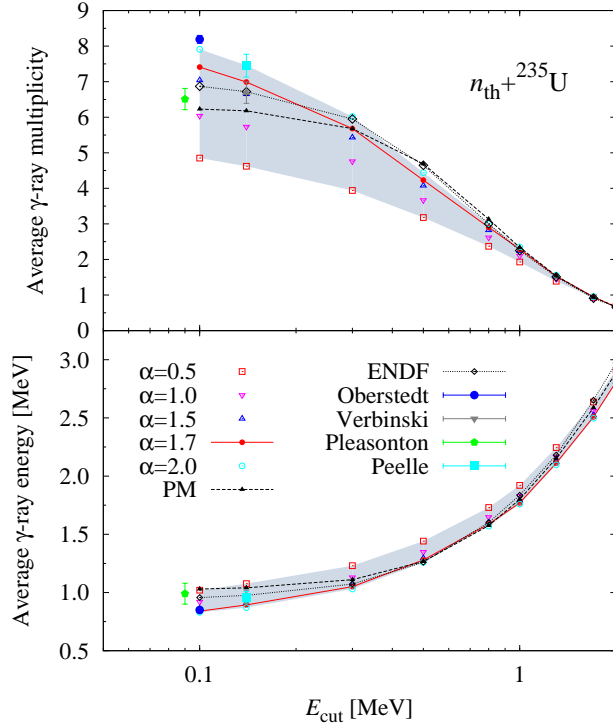 9
8
7
6
5
4
3
2
1
0
Average γ-ray multiplicity
n_th+^235U
3.0
2.5
2.0
1.5
1.0
0.5
Average γ-ray energy [MeV]
α=0.5
α=1.0
α=1.5
α=1.7
α=2.0
PM
ENDF
Oberstedt
Verbinski
Pleasonton
Peelle
0.1
1
E_cut [MeV]